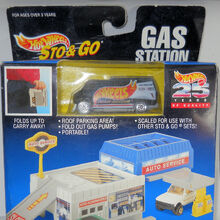 FOR AGES OVER 3 YEARS
Hot Wheels
STO & GO
GAS
STATION
Hot Wheels
25
YEARS
FOLDS UP TO
CARRY AWAY!
• ROOF PARKING AREA!
• FOLD OUT GAS PUMPS!
• PORTABLE!
• SCALED FOR USE WITH
OTHER STO & GO ® SETS!
AUTO SERVICE